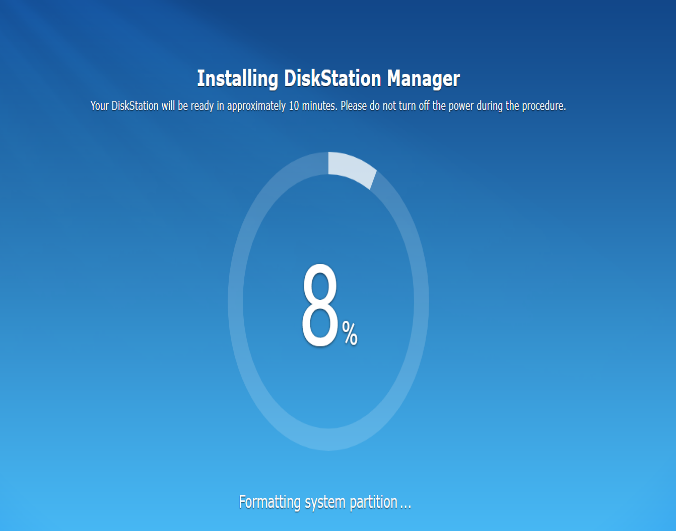 Installing DiskStation Manager
Your DiskStation will be ready in approximately 10 minutes. Please do not turn off the power during the procedure.
8%
Formatting system partition ...